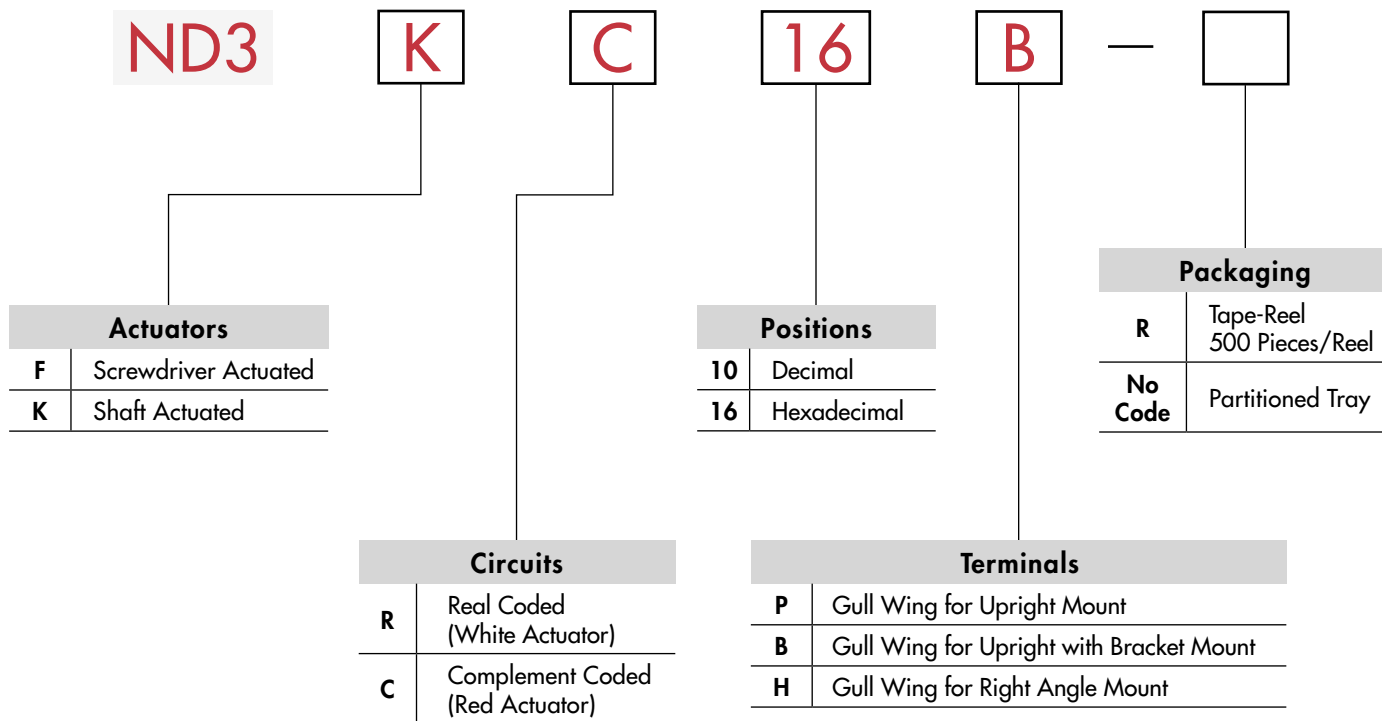 ND3 K C 16 B —
Packaging
R Tape-Reel
500 Pieces/Reel
No
Code Partitioned Tray
Actuators
F Screwdriver Actuated
K Shaft Actuated
Positions
10 Decimal
16 Hexadecimal
Circuits
R Real Coded
(White Actuator)
C Complement Coded
(Red Actuator)
Terminals
P Gull Wing for Upright Mount
B Gull Wing for Upright with Bracket Mount
H Gull Wing for Right Angle Mount